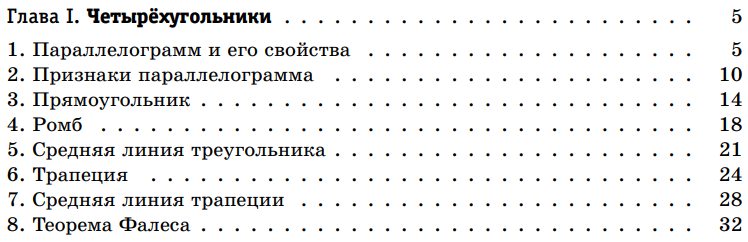 Глава I. Четырёхугольники . . . . . . . . . . . . . . . . . . . . . . . . 5
1. Параллелограмм и его свойства . . . . . . . . . . . . . . . . . . . 5
2. Признаки параллелограмма . . . . . . . . . . . . . . . . . . . . . 10
3. Прямоугольник . . . . . . . . . . . . . . . . . . . . . . . . . . . . . 14
4. Ромб . . . . . . . . . . . . . . . . . . . . . . . . . . . . . . . . . . . 18
5. Средняя линия треугольника . . . . . . . . . . . . . . . . . . . . . 21
6. Трапеция . . . . . . . . . . . . . . . . . . . . . . . . . . . . . . . . 24
7. Средняя линия трапеции . . . . . . . . . . . . . . . . . . . . . . . 28
8. Теорема Фалеса . . . . . . . . . . . . . . . . . . . . . . . . . . . . 32